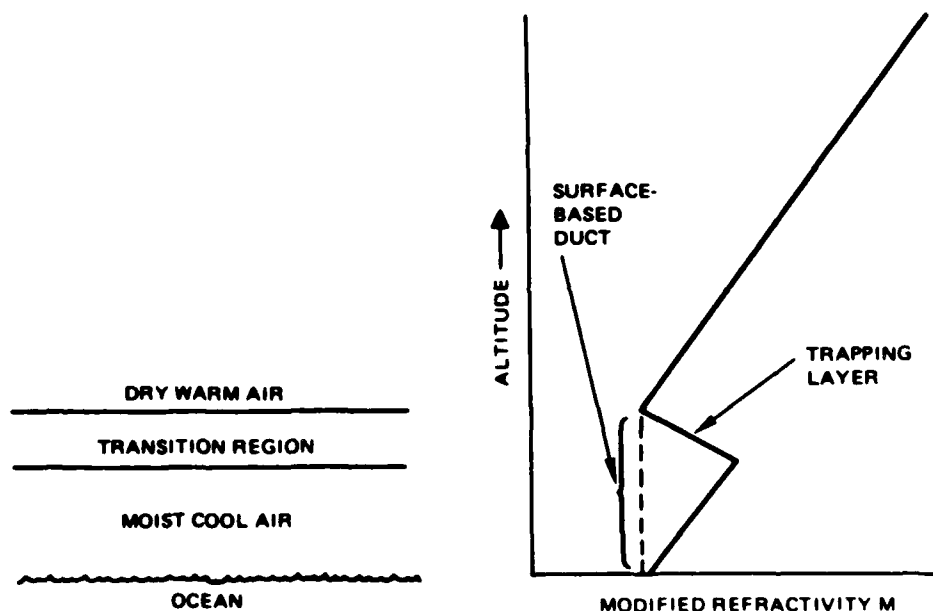 DRY WARM AIR
TRANSITION REGION
MOIST COOL AIR
OCEAN
ALTITUDE
SURFACE-
BASED
DUCT
TRAPPING
LAYER
MODIFIED REFRACTIVITY M